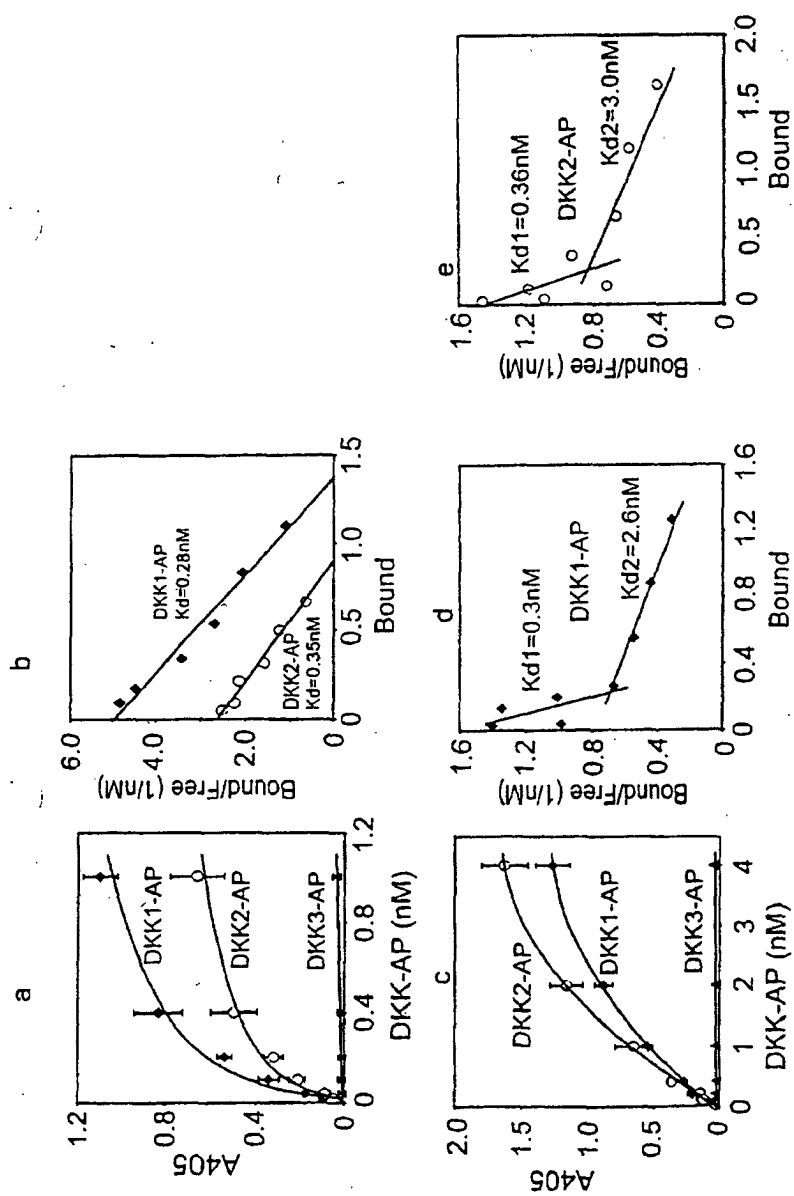 a
1.2
0.8
0.4
0
A405
DKK1-AP
DKK2-AP
DKK3-AP
0 0.4 0.8 1.2
DKK-AP (nM)
b
6.0
4.0
2.0
0
Bound/Free (1/nM)
DKK1-AP
Kd=0.28nM
DKK2-AP
Kd=0.35nM
0 0.5 1.0 1.5
Bound
c
2.0
1.5
1.0
0.5
0
A405
DKK2-AP
DKK1-AP
DKK3-AP
0 1 2 3 4
DKK-AP (nM)
d
1.6
1.2
0.8
0.4
0
Bound/Free (1/nM)
Kd1=0.3nM
DKK1-AP
Kd2=2.6nM
0 0.4 0.8 1.2 1.6
Bound
e
1.6
1.2
0.8
0.4
0
Bound/Free (1/nM)
Kd1=0.36nM
DKK2-AP
Kd2=3.0nM
0 0.5 1.0 1.5 2.0
Bound